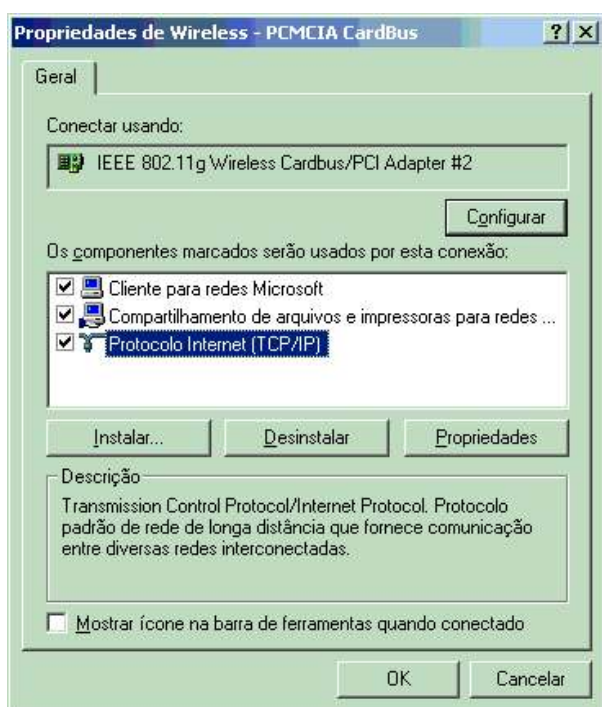 Propriedades de Wireless - PCMCIA CardBus
Geral
Conectar usando:
IEEE 802.11g Wireless Cardbus/PCI Adapter #2
Configurar
Os componentes marcados serão usados por esta conexão:
Cliente para redes Microsoft
Compartilhamento de arquivos e impressoras para redes ...
Protocolo Internet (TCP/IP)
Instalar... Desinstalar Propriedades
Descrição
Transmission Control Protocol/Internet Protocol. Protocolo
padrão de rede de longa distância que fornece comunicação
entre diversas redes interconectadas.
Mostrar ícone na barra de ferramentas quando conectado
OK Cancelar